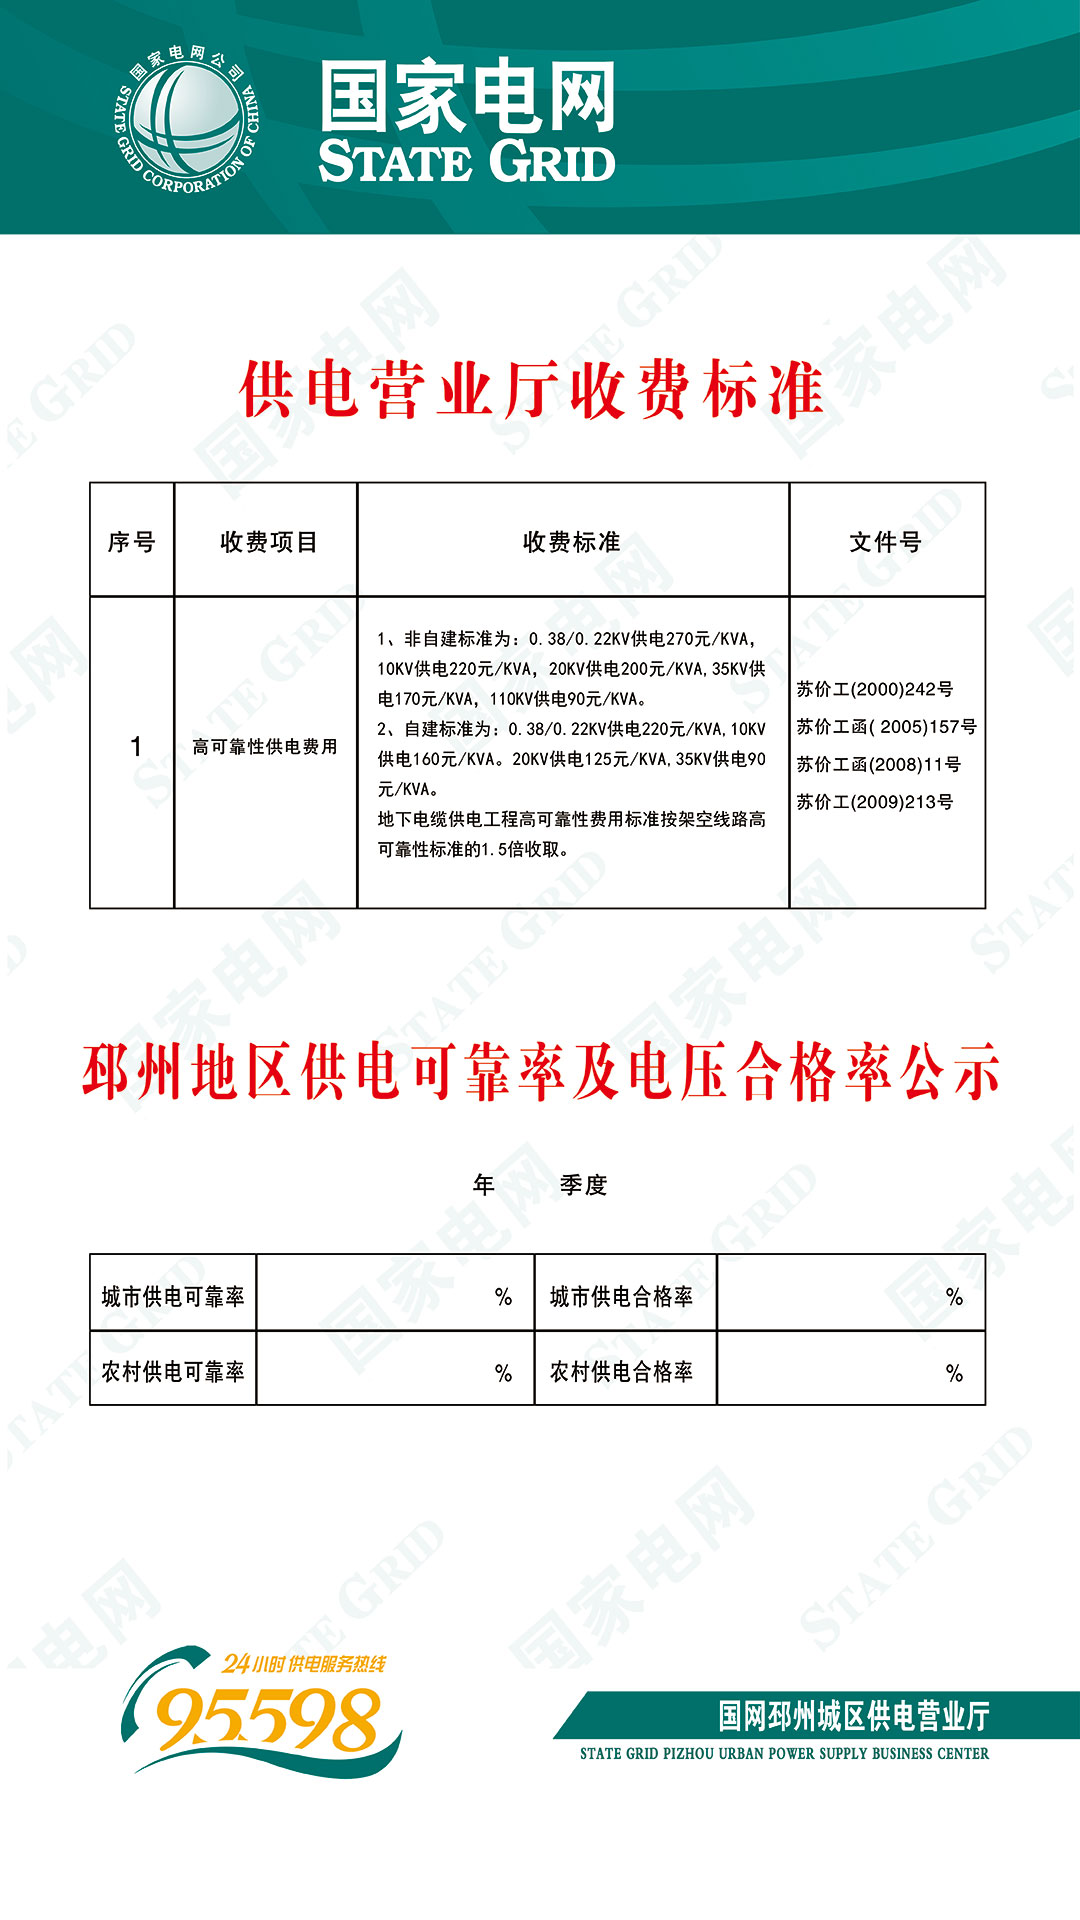 国家电网公司
STATE GRID CORPORATION OF CHINA
国家电网
STATE GRID
供电营业厅收费标准
序号 收费项目 收费标准 文件号
1、非自建标准为：0.38/0.22KV供电270元/KVA，
10KV供电220元/KVA，20KV供电200元/KVA,35KV供
电170元/KVA，110KV供电90元/KVA。
2、自建标准为：0.38/0.22KV供电220元/KVA,10KV
供电160元/KVA。20KV供电125元/KVA,35KV供电90
元/KVA。
地下电缆供电工程高可靠性费用标准按架空线路高
可靠性标准的1.5倍收取。
1 高可靠性供电费用
苏价工(2000)242号
苏价工函( 2005)157号
苏价工函(2008)11号
苏价工(2009)213号
邳州地区供电可靠率及电压合格率公示
年 季度
城市供电可靠率 % 城市供电合格率 %
农村供电可靠率 % 农村供电合格率 %
24小时供电服务热线
95598
国网邳州城区供电营业厅
STATE GRID PIZHOU URBAN POWER SUPPLY BUSINESS CENTER